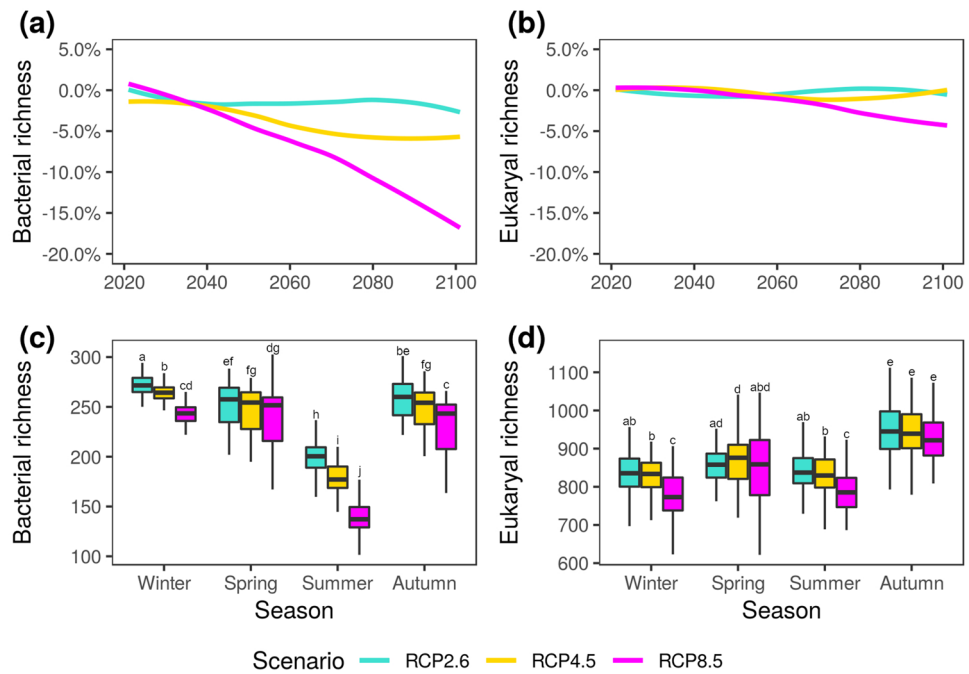 (a)
Bacterial richness
5.0%
0.0%
-5.0%
-10.0%
-15.0%
-20.0%
2020 2040 2060 2080 2100
(b)
Eukaryal richness
5.0%
0.0%
-5.0%
-10.0%
-15.0%
-20.0%
2020 2040 2060 2080 2100
(c)
Bacterial richness
300
250
200
150
100
a b cd ef fg dg h i j be fg c
Winter Spring Summer Autumn
Season
(d)
Eukaryal richness
1100
1000
900
800
700
600
ab b c ad d abd ab b c e e e
Winter Spring Summer Autumn
Season
Scenario RCP2.6 RCP4.5 RCP8.5